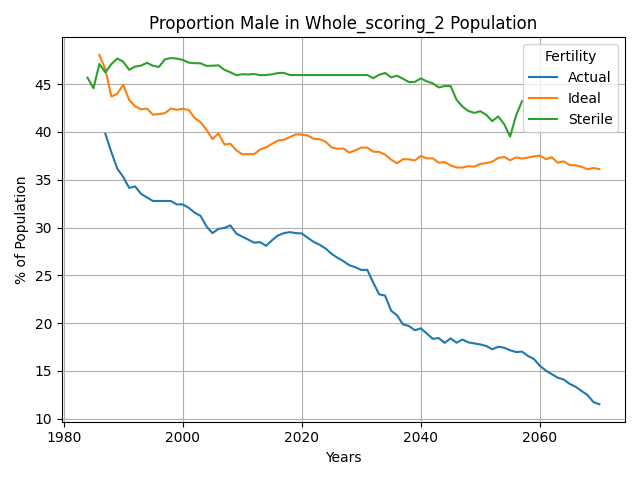 Proportion Male in Whole_scoring_2 Population
Fertility
Actual
Ideal
Sterile
% of Population
45
40
35
30
25
20
15
10
1980
2000
2020
2040
2060
Years